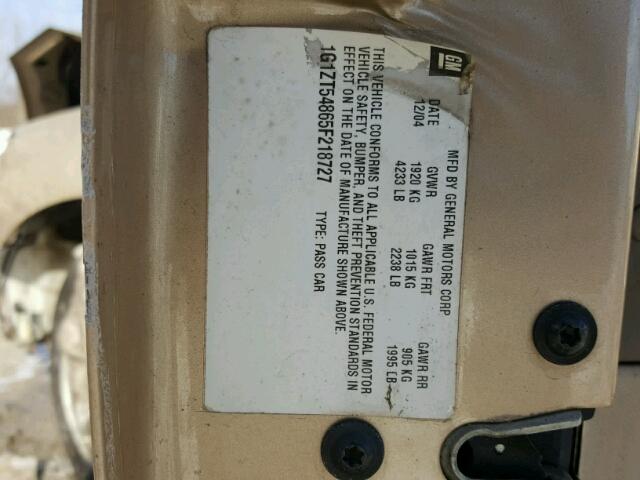 GM
MFD BY GENERAL MOTORS CORP
DATE GVWR GAWR FRT GAWR RR
12/04 1920 KG 1015 KG 905 KG
4233 LB 2238 LB 1995 LB
THIS VEHICLE CONFORMS TO ALL APPLICABLE U.S. FEDERAL MOTOR
VEHICLE SAFETY, BUMPER, AND THEFT PREVENTION STANDARDS IN
EFFECT ON THE DATE OF MANUFACTURE SHOWN ABOVE.
1G1ZT54865F218727 TYPE: PASS CAR